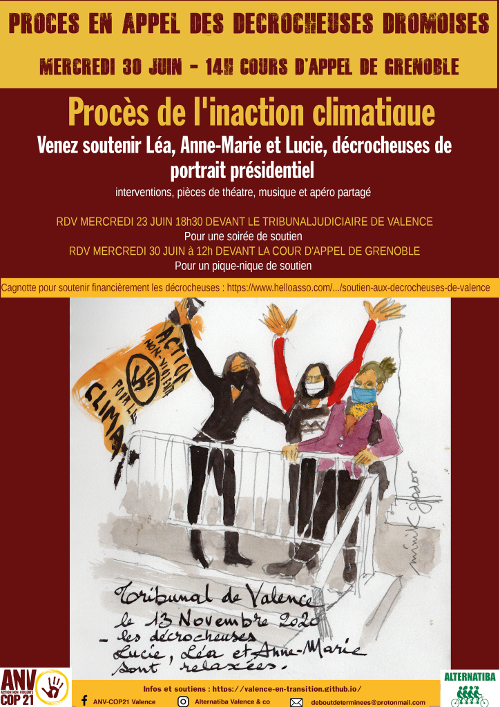 PROCES EN APPEL DES DECROCHEUSES DROMOISES
MERCREDI 30 JUIN - 14H COURS D'APPEL DE GRENOBLE
Procès de l'inaction climatique
Venez soutenir Léa, Anne-Marie et Lucie, décrocheuses de
portrait présidentiel
interventions, pièces de théatre, musique et apéro partagé
RDV MERCREDI 23 JUIN 18h30 DEVANT LE TRIBUNALJUDICIAIRE DE VALENCE
Pour une soirée de soutien
RDV MERCREDI 30 JUIN à 12h DEVANT LA COUR D'APPEL DE GRENOBLE
Pour un pique-nique de soutien
Cagnotte pour soutenir financièrement les décrocheuses : https://www.helloasso.com/.../soutien-aux-decrocheuses-de-valence
ACTION
NON-VIOLENTE
POUR LE
CLIMA
Tribunal de Valence
le 13 Novembre 2020
- les décrocheuses
Lucie, Léa et Anne-Marie
sont relaxées.
ANV
ACTION NON-VIOLENTE
COP 21
Infos et soutiens : https://valence-en-transition.github.io/
ANV-COP21 Valence
Alternatiba Valence & co
deboutdeterminees@protonmail.com
ALTERNATIBA